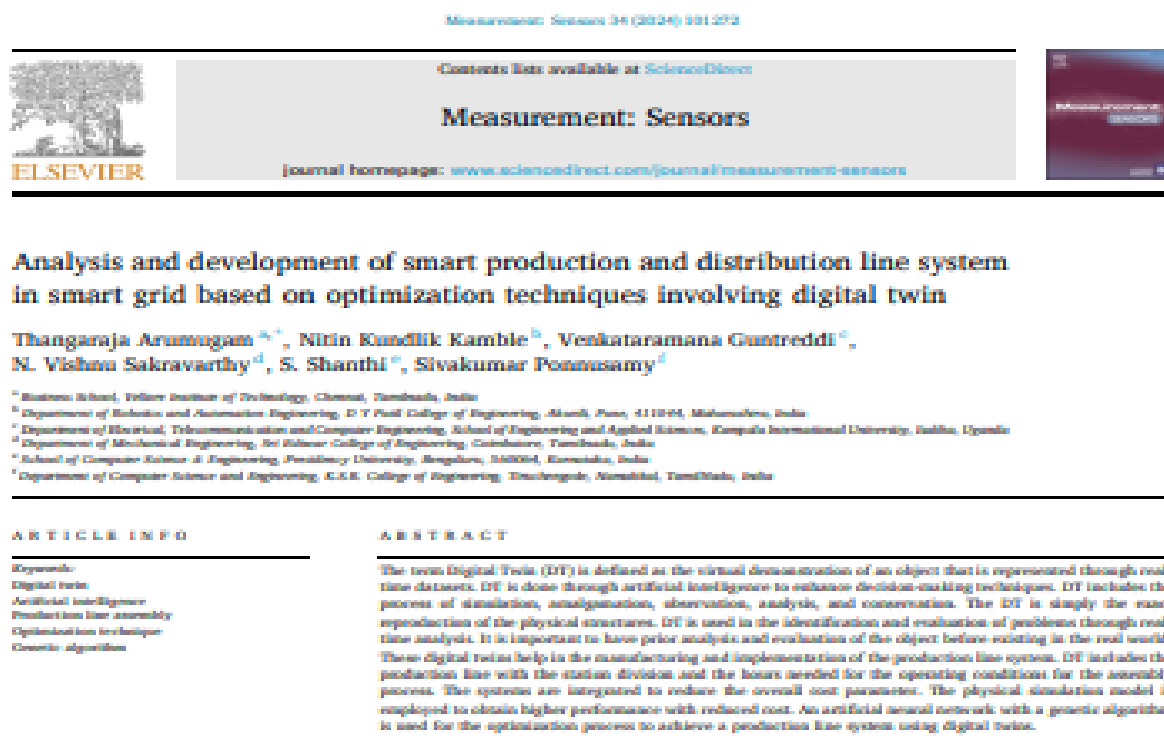 Measurement: Sensors 34 (2024) 101272
Contents lists available at ScienceDirect
Measurement: Sensors
journal homepage: www.sciencedirect.com/journal/measurement-sensors
ELSEVIER
Measurement:
SENSORS
Analysis and development of smart production and distribution line system
in smart grid based on optimization techniques involving digital twin
Thangaraja Arumugam a,*, Nitin Kundlik Kamble b, Venkataramana Guntreddi c,
N. Vishnu Sakravarthy d, S. Shanthi e, Sivakumar Ponnusamy f
a Business School, Vellore Institute of Technology, Chennai, Tamilnadu, India
b Department of Robotics and Automation Engineering, D Y Patil College of Engineering, Akurdi, Pune, 411044, Maharashtra, India
c Department of Electrical, Telecommunication and Computer Engineering, School of Engineering and Applied Sciences, Kampala International University, Uganda
d Department of Mechanical Engineering, Sri Eshwar College of Engineering, Coimbatore, Tamilnadu, India
e School of Computer Science & Engineering, Presidency University, Bengaluru, 560064, Karnataka, India
f Department of Computer Science and Engineering, K.S.R. College of Engineering, Tiruchengode, Namakkal, TamilNadu, India
ARTICLE INFO
ABSTRACT
Keywords:
Digital twin
Artificial intelligence
Production line assembly
Optimization technique
Genetic algorithm
The term Digital Twin (DT) is defined as the virtual demonstration of an object that is represented through real
time datasets. DT is done through artificial intelligence to enhance decision-making techniques. DT includes th
process of simulation, amalgamation, observation, analysis, and conservation. The DT is simply the exac
reproduction of the physical structures. DT is used in the identification and evaluation of problems through real
time analysis. It is important to have prior analysis and evaluation of the object before existing in the real world
These digital twins help in the manufacturing and implementation of the production line system. DT includes th
production line with the station division and the hours needed for the operating conditions for the assembly
process. The systems are integrated to reduce the overall cost parameter. The physical simulation model i
employed to obtain higher performance with reduced cost. An artificial neural network with a genetic algorithm
is used for the optimization process to achieve a production line system using digital twins.